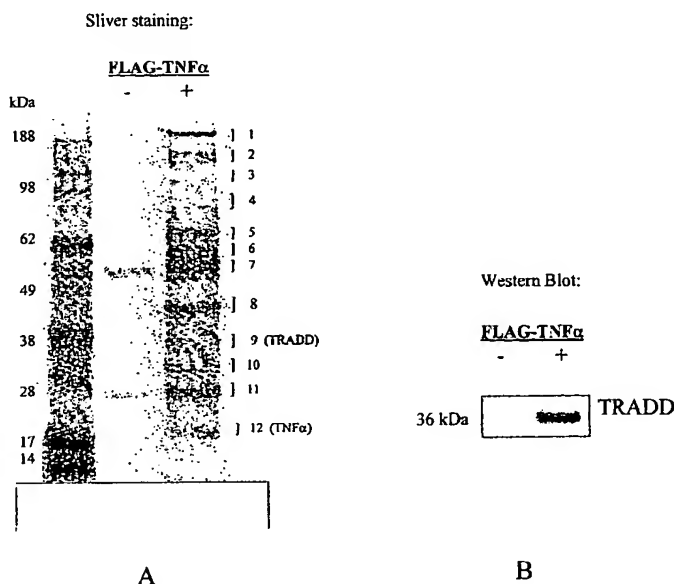 Sliver staining:
FLAG-TNFα
- +
kDa
188
98
62
49
38
28
17
14
1
2
3
4
5
6
7
8
9 (TRADD)
10
11
12 (TNFα)
A
Western Blot:
FLAG-TNFα
- +
36 kDa
TRADD
B